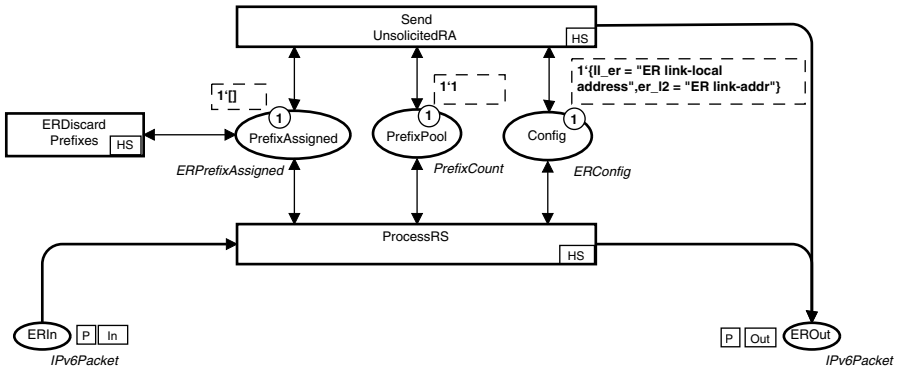 Send
UnsolicitedRA
HS
1‘{ll_er = "ER link-local
address",er_l2 = "ER link-addr"}
1‘[]
1‘1
1
1
1
ERDiscard
Prefixes
HS
PrefixAssigned
PrefixPool
Config
ERPrefixAssigned
PrefixCount
ERConfig
ProcessRS
HS
ERIn
P
In
IPv6Packet
P
Out
EROut
IPv6Packet